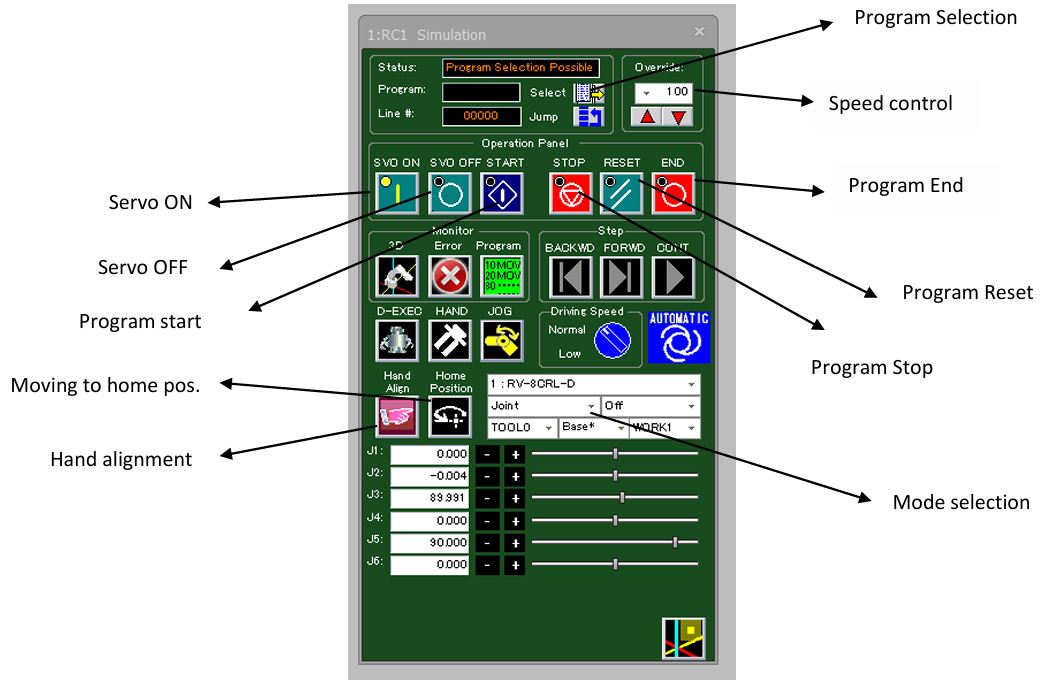 Program Selection
1:RC1 Simulation
Status: Program Selection Possible
Override:
Program: Select
100
Speed control
Line #: 00000 Jump
Operation Panel
SVO ON SVO OFF START STOP RESET END
Program End
Servo ON
Monitor Step
3D Error Program BACKWD FORWD CONT
10MOV
20MOV
30 ·····
Servo OFF
Program Reset
Program start
D-EXEC HAND JOG Driving Speed AUTOMATIC
Normal
Low
Program Stop
Moving to home pos.
Hand Align
Home Position
1 : RV-8CRL-D
Joint Off
TOOL0 Base* WORK1
Hand alignment
J1: 0.000 - +
J2: -0.004 - +
J3: 89.991 - +
Mode selection
J4: 0.000 - +
J5: 90.000 - +
J6: 0.000 - +